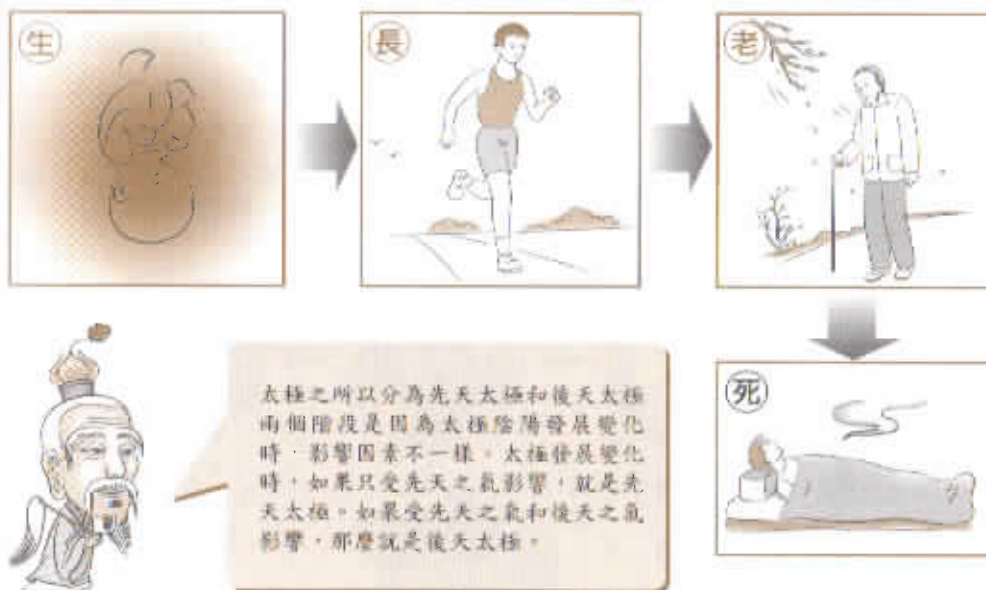 生
長
老
死
太極之所以分為先天太極和後天太極
兩個階段是因為太極陰陽發展變化
時，影響因素不一樣。太極發展變化
時，如果只受先天之氣影響，就是先
天太極。如果受先天之氣和後天之氣
影響，那麼就是後天太極。